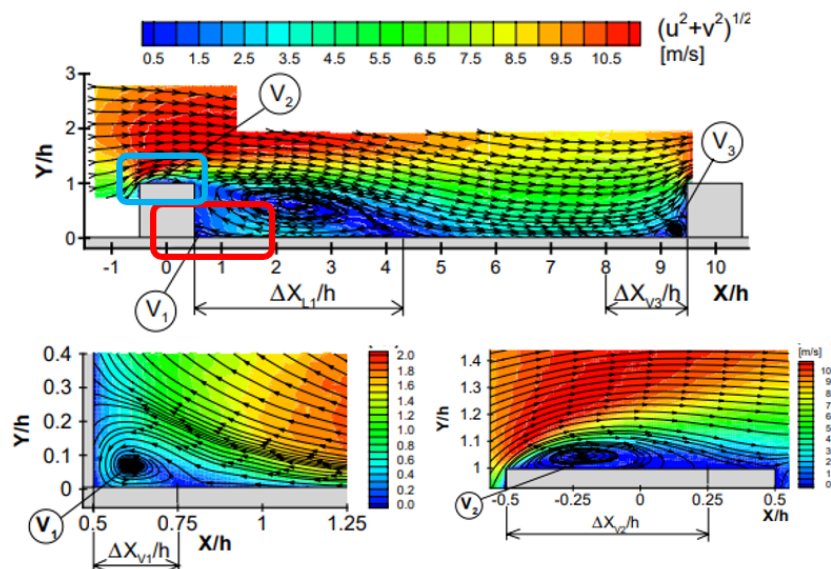 (u²+v²)^1/2
[m/s]
0.5 1.5 2.5 3.5 4.5 5.5 6.5 7.5 8.5 9.5 10.5
Y/h
3
2
1
0
V₂
V₃
-1 0 1 2 3 4 5 6 7 8 9 10
X/h
V₁
ΔX_L1/h
ΔX_V3/h
Y/h
0.4
0.3
0.2
0.1
0
V₁
0.5 0.75 1 1.25
X/h
ΔX_V1/h
2.0
1.8
1.6
1.4
1.2
1.0
0.8
0.6
0.4
0.2
0.0
Y/h
1.4
1.3
1.2
1.1
1
V₂
-0.5 -0.25 0 0.25 0.5
X/h
ΔX_V2/h
[m/s]
10
9
8
7
6
5
4
3
2
1
0